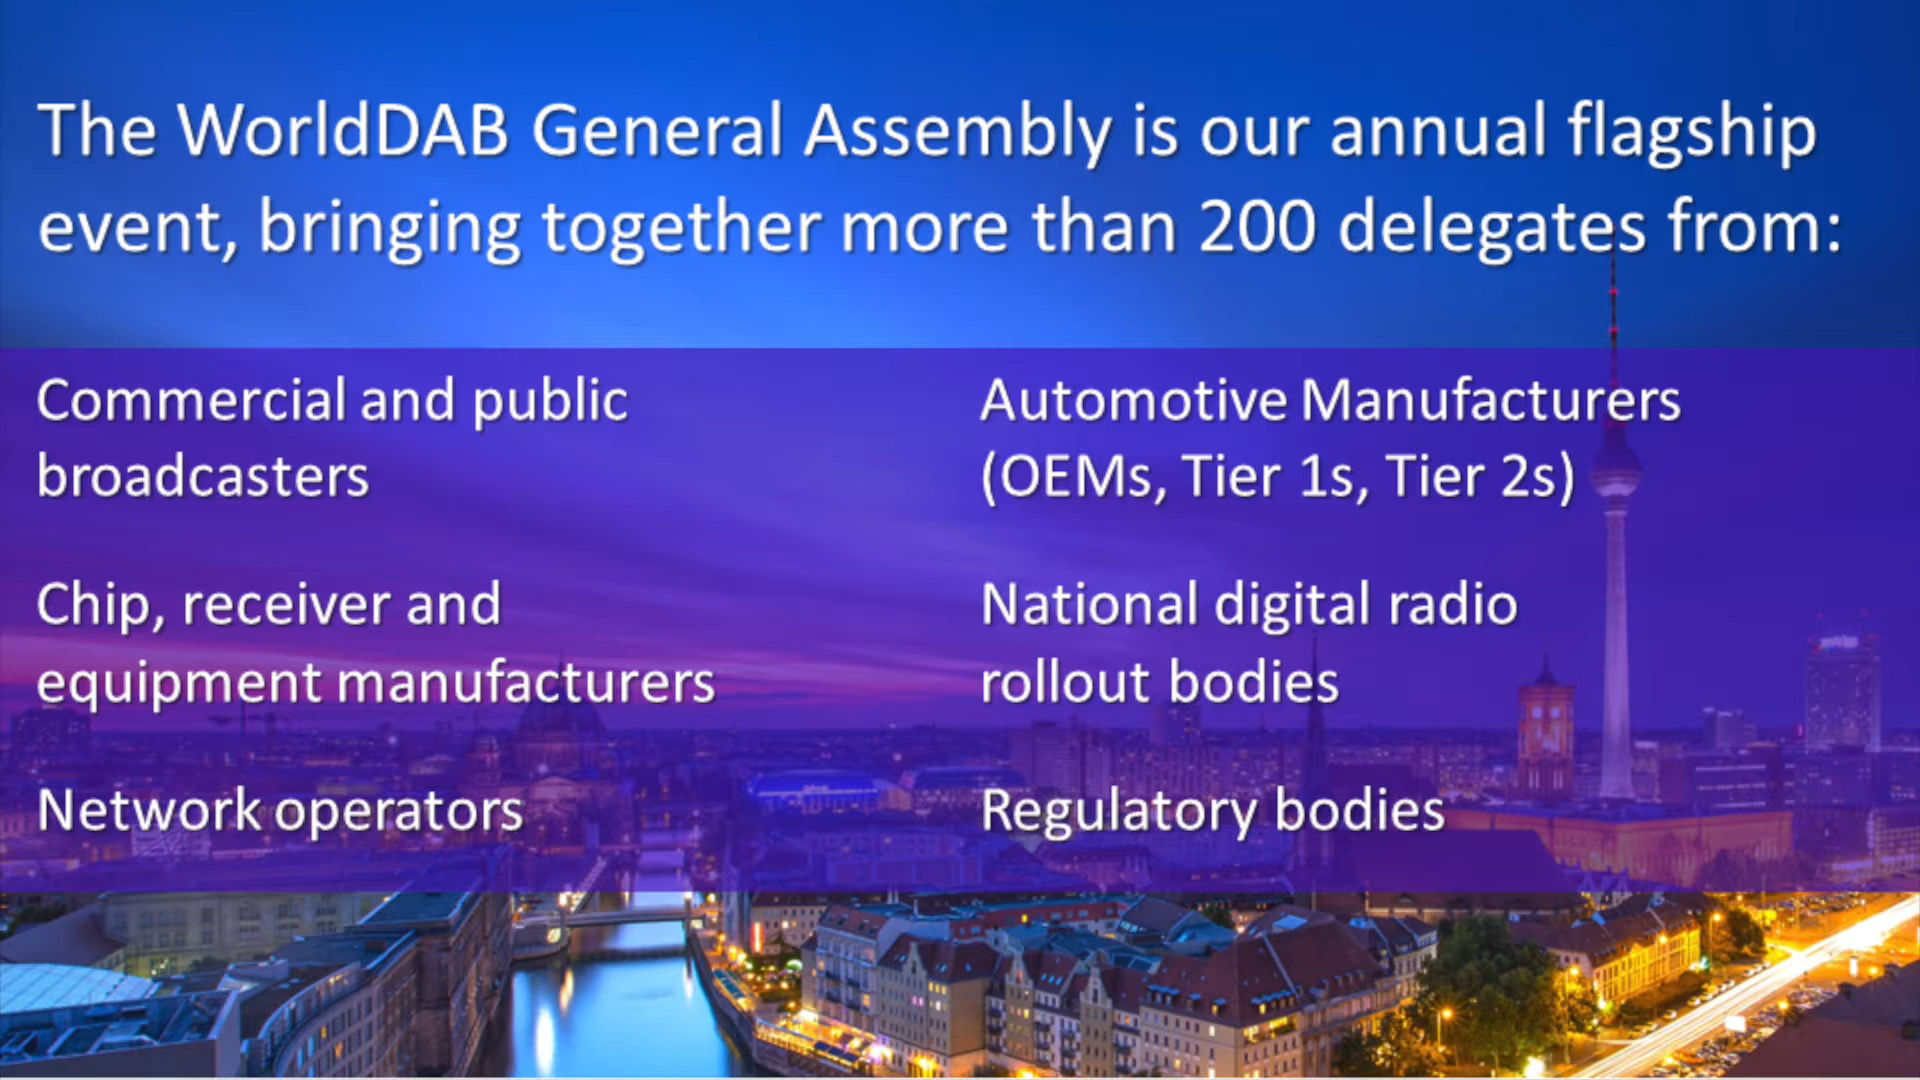 The WorldDAB General Assembly is our annual flagship
event, bringing together more than 200 delegates from:
Commercial and public
broadcasters
Chip, receiver and
equipment manufacturers
Network operators
Automotive Manufacturers
(OEMs, Tier 1s, Tier 2s)
National digital radio
rollout bodies
Regulatory bodies